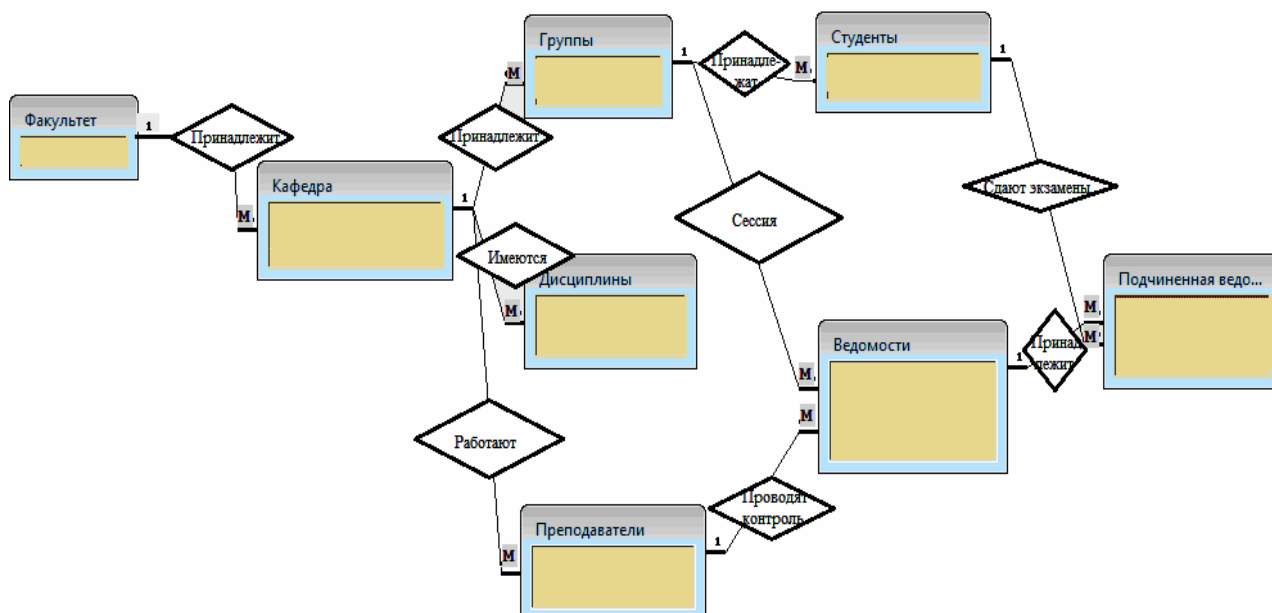 Группы
1
Принадле-
жат
М.
Студенты
1
М
Факультет
1
Принадлежит
Принадлежит
Кафедра
1
М.
Сдают экзамены
Сессия
Имеются
Дисциплины
М.
Подчиненная ведо...
М.
Ведомости
1
Принад
лежит
М.
М.
М
Работают
Проводят
контроль
Преподаватели
1
М